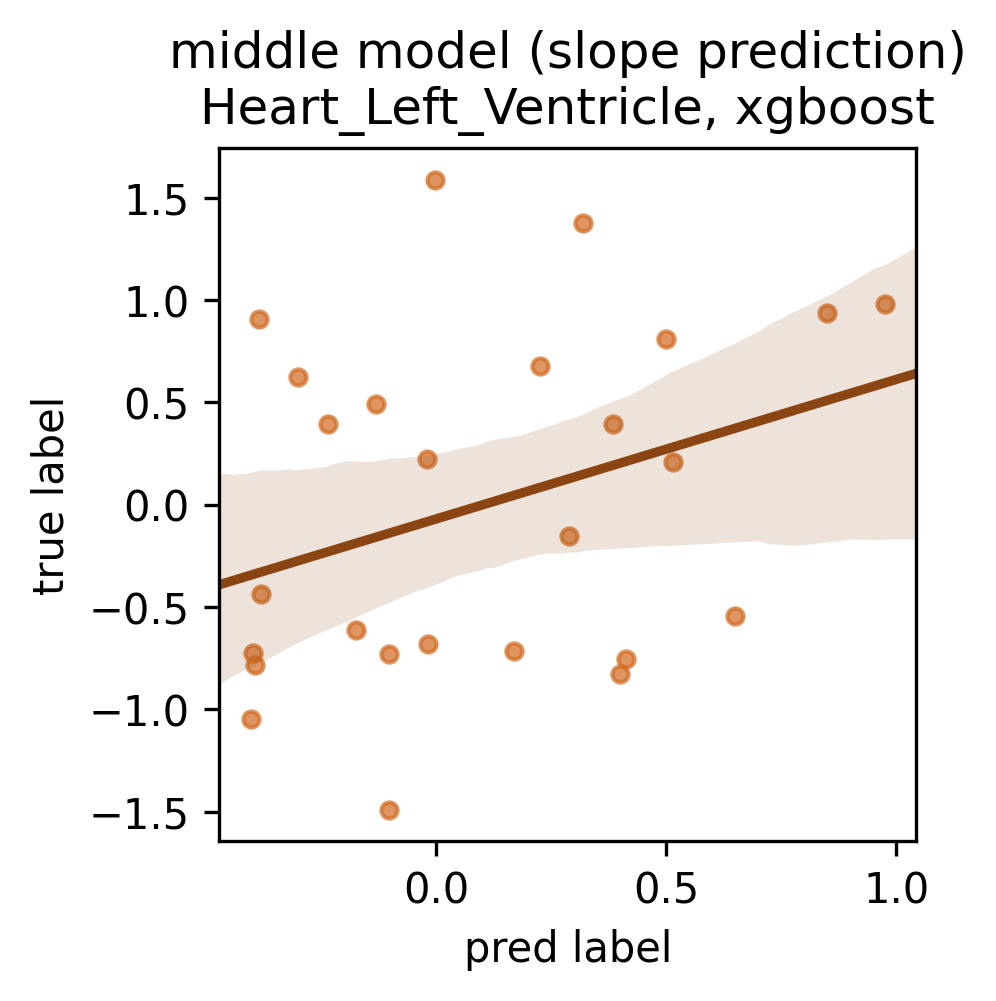 middle model (slope prediction)
Heart_Left_Ventricle, xgboost
1.5
1.0
0.5
0.0
−0.5
−1.0
−1.5
true label
0.0 0.5 1.0
pred label